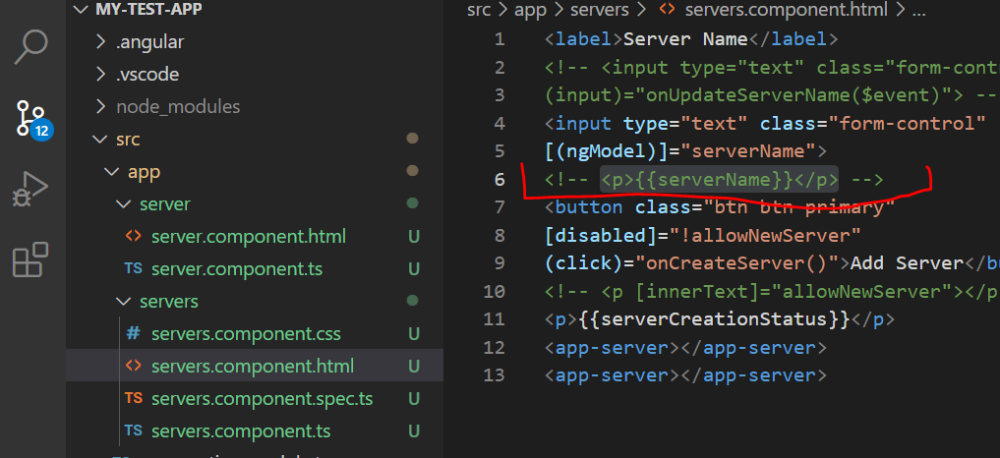 MY-TEST-APP
.angular
.vscode
node_modules
src
app
server
server.component.html U
TS server.component.ts U
servers
# servers.component.css U
servers.component.html U
TS servers.component.spec.ts U
TS servers.component.ts U
12
src > app > servers > <> servers.component.html > ...
1 <label>Server Name</label>
2 <!-- <input type="text" class="form-cont
3 (input)="onUpdateServerName($event)"> --
4 <input type="text" class="form-control"
5 [(ngModel)]="serverName">
6 <!-- <p>{{serverName}}</p> -->
7 <button class="btn btn-primary"
8 [disabled]="!allowNewServer"
9 (click)="onCreateServer()">Add Server</bu
10 <!-- <p [innerText]="allowNewServer"></p
11 <p>{{serverCreationStatus}}</p>
12 <app-server></app-server>
13 <app-server></app-server>